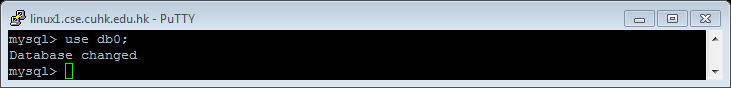 linux1.cse.cuhk.edu.hk - PuTTY
mysql> use db0;
Database changed
mysql>